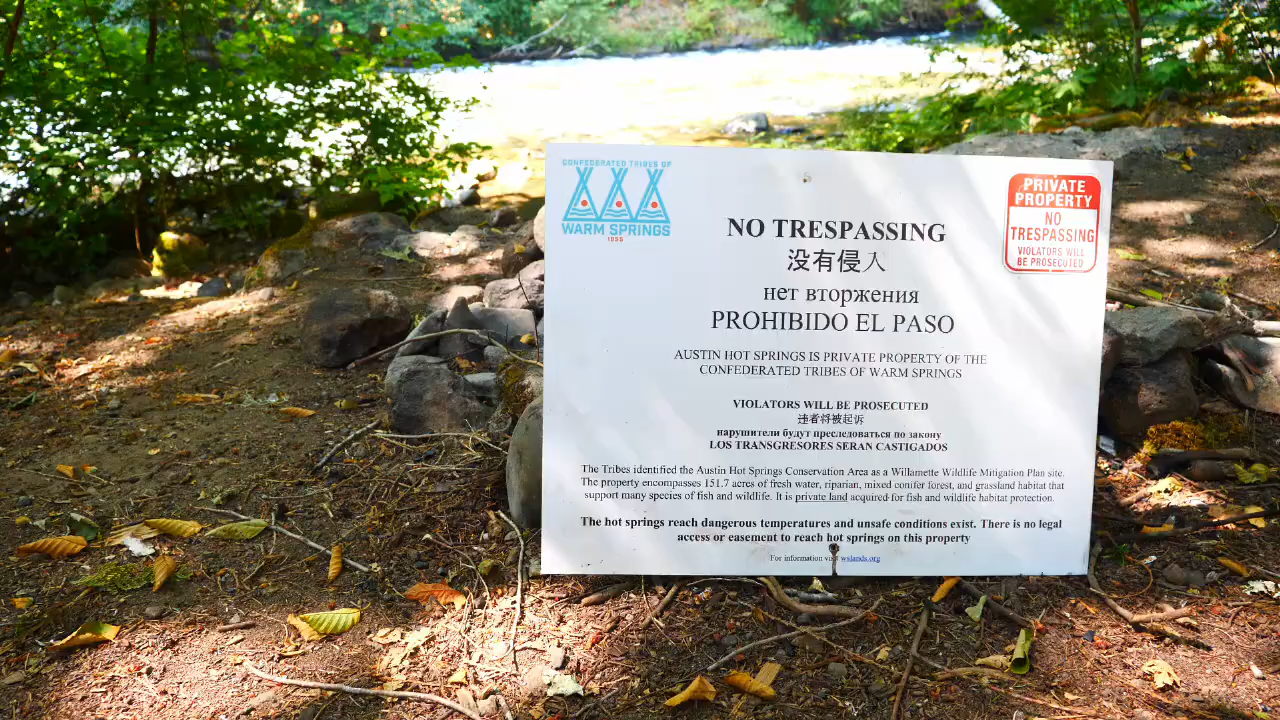 CONFEDERATED TRIBES OF
WARM SPRINGS
1855
PRIVATE
PROPERTY
NO
TRESPASSING
VIOLATORS WILL
BE PROSECUTED
NO TRESPASSING
没有侵入
нет вторжения
PROHIBIDO EL PASO
AUSTIN HOT SPRINGS IS PRIVATE PROPERTY OF THE
CONFEDERATED TRIBES OF WARM SPRINGS
VIOLATORS WILL BE PROSECUTED
违者将被起诉
нарушители будут преследоваться по закону
LOS TRANSGRESORES SERAN CASTIGADOS
The Tribes identified the Austin Hot Springs Conservation Area as a Willamette Wildlife Mitigation Plan site.
The property encompasses 151.7 acres of fresh water, riparian, mixed conifer forest, and grassland habitat that
support many species of fish and wildlife. It is private land acquired for fish and wildlife habitat protection.
The hot springs reach dangerous temperatures and unsafe conditions exist. There is no legal
access or easement to reach hot springs on this property
For information visit wslands.org